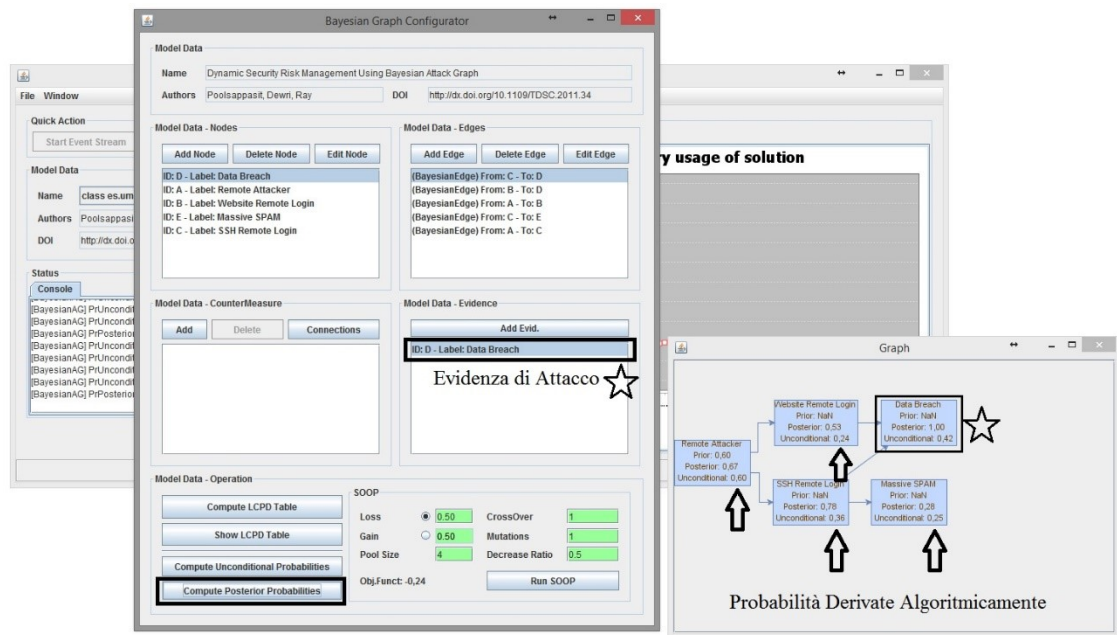 Bayesian Graph Configurator
Model Data
Name Dynamic Security Risk Management Using Bayesian Attack Graph
Authors Poolsappasit, Dewri, Ray DOI http://dx.doi.org/10.1109/TDSC.2011.34
Model Data - Nodes
Add Node Delete Node Edit Node
ID: D - Label: Data Breach
ID: A - Label: Remote Attacker
ID: B - Label: Website Remote Login
ID: E - Label: Massive SPAM
ID: C - Label: SSH Remote Login
Model Data - Edges
Add Edge Delete Edge Edit Edge
(BayesianEdge) From: C - To: D
(BayesianEdge) From: B - To: D
(BayesianEdge) From: A - To: B
(BayesianEdge) From: C - To: E
(BayesianEdge) From: A - To: C
Model Data - CounterMeasure
Add Delete Connections
Model Data - Evidence
Add Evid.
ID: D - Label: Data Breach
Evidenza di Attacco
Model Data - Operation
Compute LCPD Table
Show LCPD Table
Compute Unconditional Probabilities
Compute Posterior Probabilities
SOOP
Loss 0.50 CrossOver 1
Gain 0.50 Mutations 1
Pool Size 4 Decrease Ratio 0.5
Obj.Funct: -0,24 Run SOOP
File Window
Quick Action
Start Event Stream
Model Data
Name class es.um
Authors Poolsappasi
DOI http://dx.doi.o
Status
Console
[BayesianAG] PrUncondit
[BayesianAG] PrUncondit
[BayesianAG] PrPosterior
[BayesianAG] PrUncondit
[BayesianAG] PrUncondit
[BayesianAG] PrUncondit
[BayesianAG] PrUncondit
[BayesianAG] PrPosterior
ry usage of solution
Graph
Remote Attacker
Prior: 0,60
Posterior: 0,67
Unconditional: 0,60
Website Remote Login
Prior: NaN
Posterior: 0,53
Unconditional: 0,24
Data Breach
Prior: NaN
Posterior: 1,00
Unconditional: 0,42
SSH Remote Login
Prior: NaN
Posterior: 0,78
Unconditional: 0,36
Massive SPAM
Prior: NaN
Posterior: 0,28
Unconditional: 0,25
Probabilità Derivate Algoritmicamente